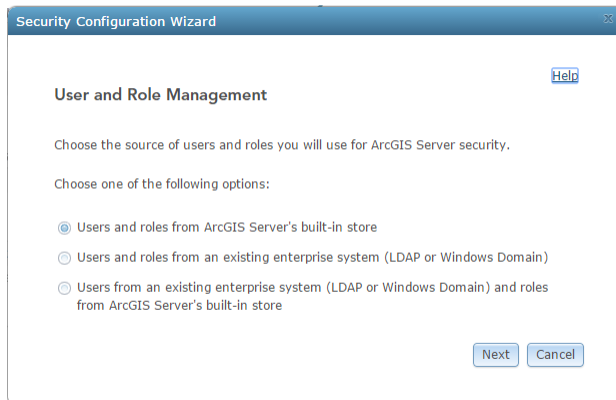 Security Configuration Wizard
Help
User and Role Management
Choose the source of users and roles you will use for ArcGIS Server security.
Choose one of the following options:
Users and roles from ArcGIS Server's built-in store
Users and roles from an existing enterprise system (LDAP or Windows Domain)
Users from an existing enterprise system (LDAP or Windows Domain) and roles
from ArcGIS Server's built-in store
Next Cancel